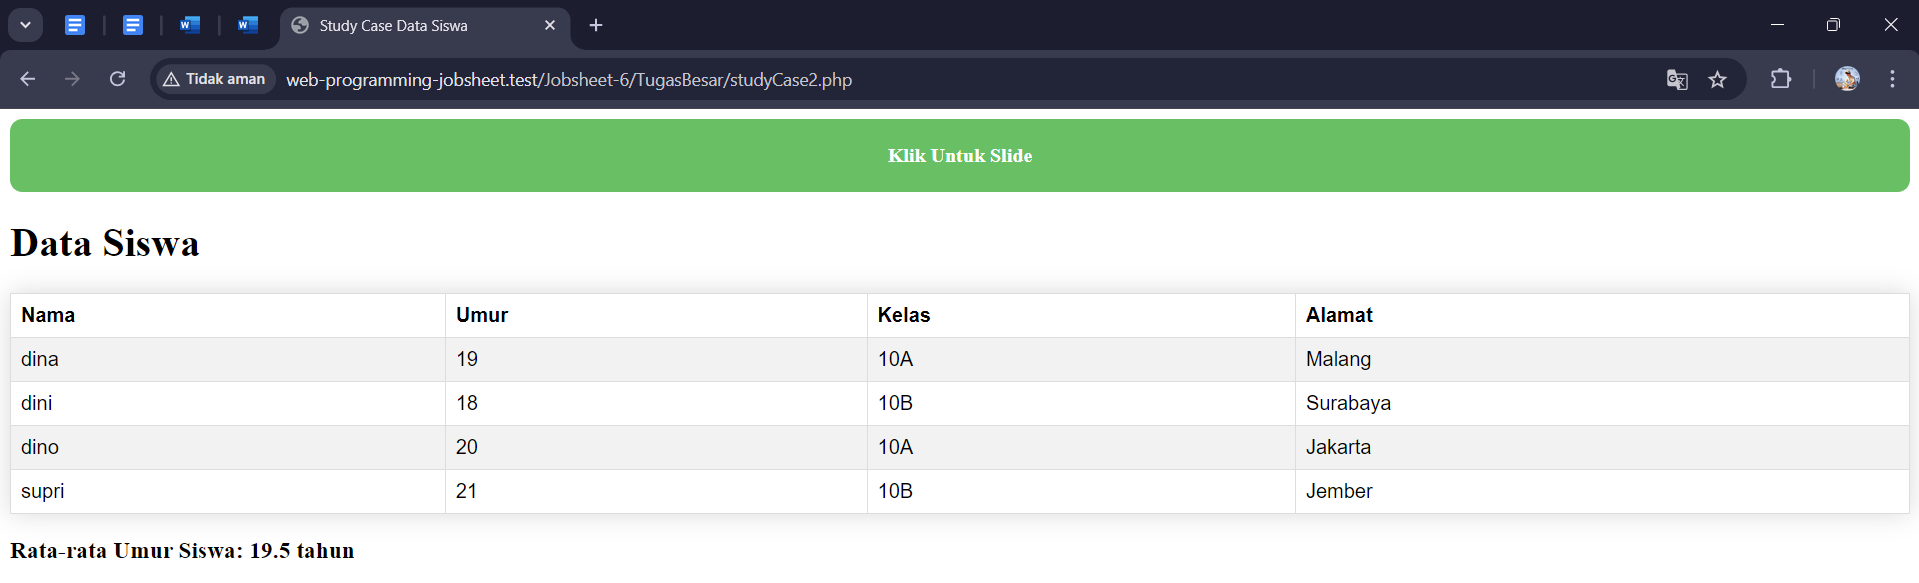 Study Case Data Siswa
Tidak aman web-programming-jobsheet.test/Jobsheet-6/TugasBesar/studyCase2.php
Klik Untuk Slide
Data Siswa
Nama Umur Kelas Alamat
dina 19 10A Malang
dini 18 10B Surabaya
dino 20 10A Jakarta
supri 21 10B Jember
Rata-rata Umur Siswa: 19.5 tahun